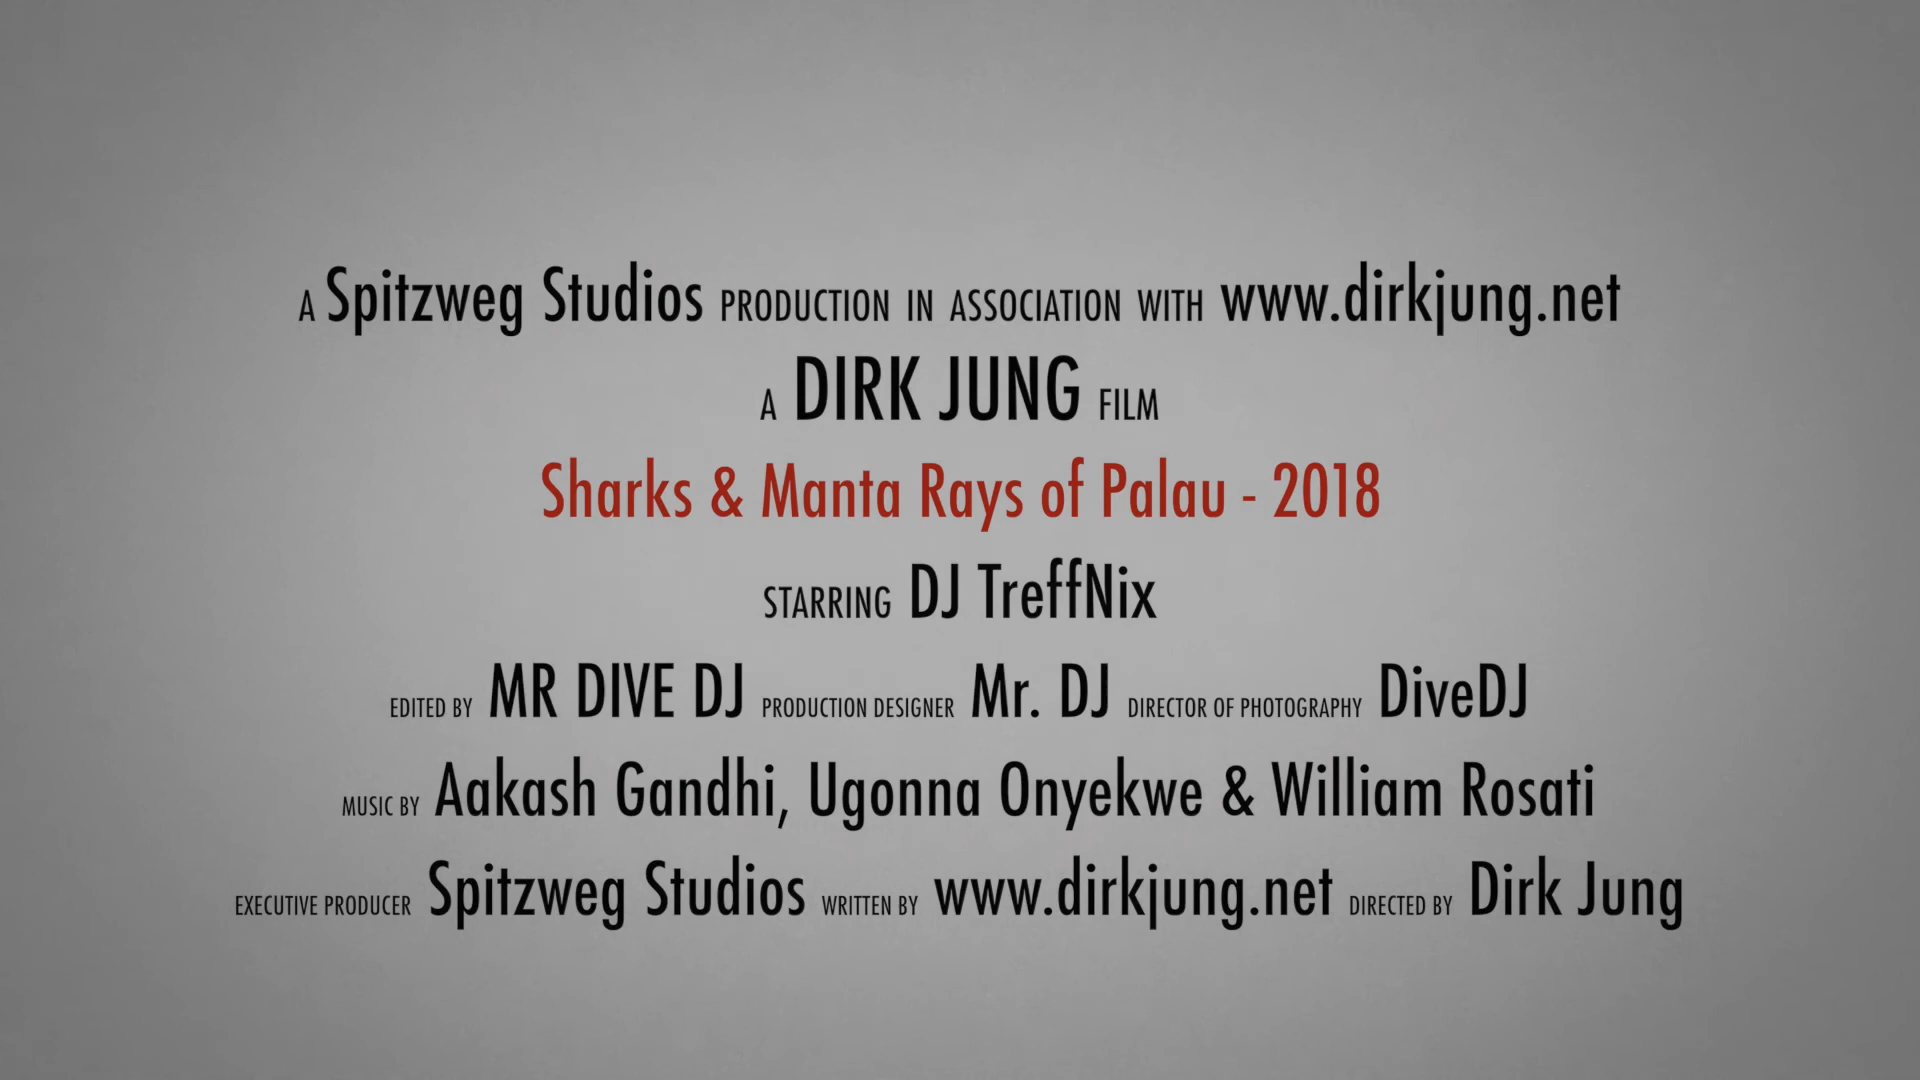 A Spitzweg Studios PRODUCTION IN ASSOCIATION WITH www.dirkjung.net
A DIRK JUNG FILM
Sharks & Manta Rays of Palau - 2018
STARRING DJ TreffNix
EDITED BY MR DIVE DJ PRODUCTION DESIGNER Mr. DJ DIRECTOR OF PHOTOGRAPHY DiveDJ
MUSIC BY Aakash Gandhi, Ugonna Onyekwe & William Rosati
EXECUTIVE PRODUCER Spitzweg Studios WRITTEN BY www.dirkjung.net DIRECTED BY Dirk Jung